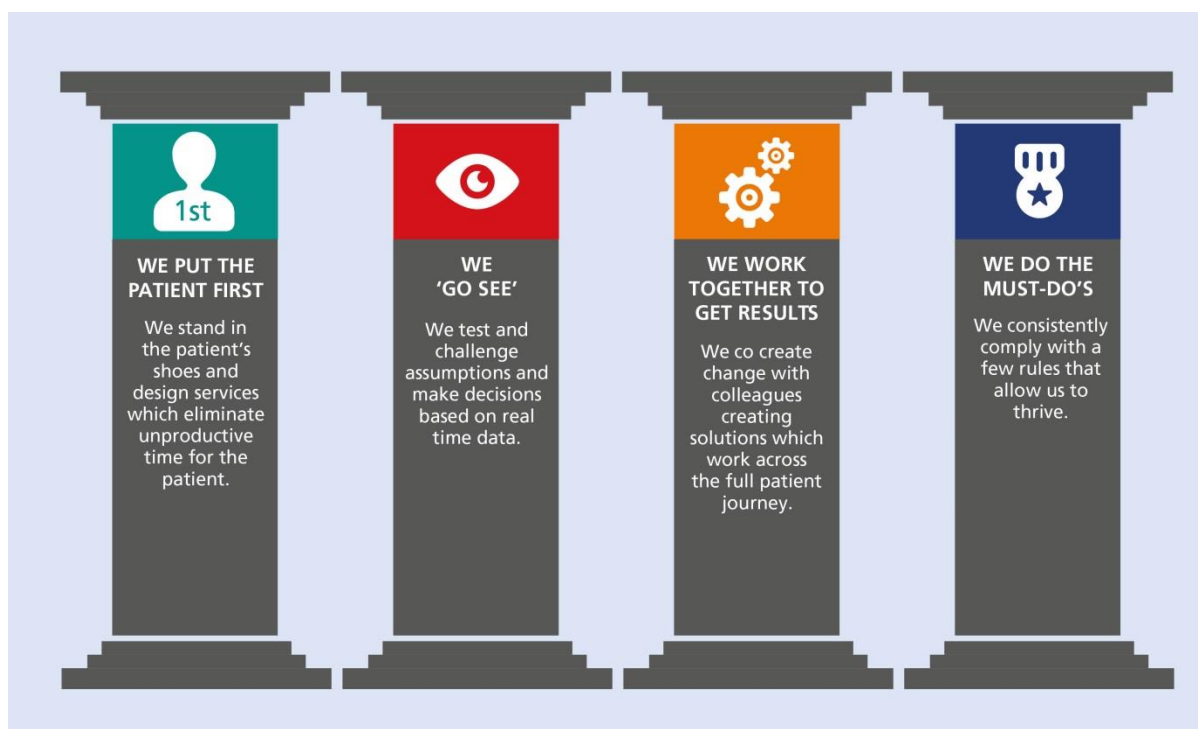 1st
WE PUT THE
PATIENT FIRST
We stand in
the patient's
shoes and
design services
which eliminate
unproductive
time for the
patient.
WE
‘GO SEE’
We test and
challenge
assumptions and
make decisions
based on real
time data.
WE WORK
TOGETHER TO
GET RESULTS
We co create
change with
colleagues
creating
solutions which
work across
the full patient
journey.
WE DO THE
MUST-DO’S
We consistently
comply with a
few rules that
allow us to
thrive.